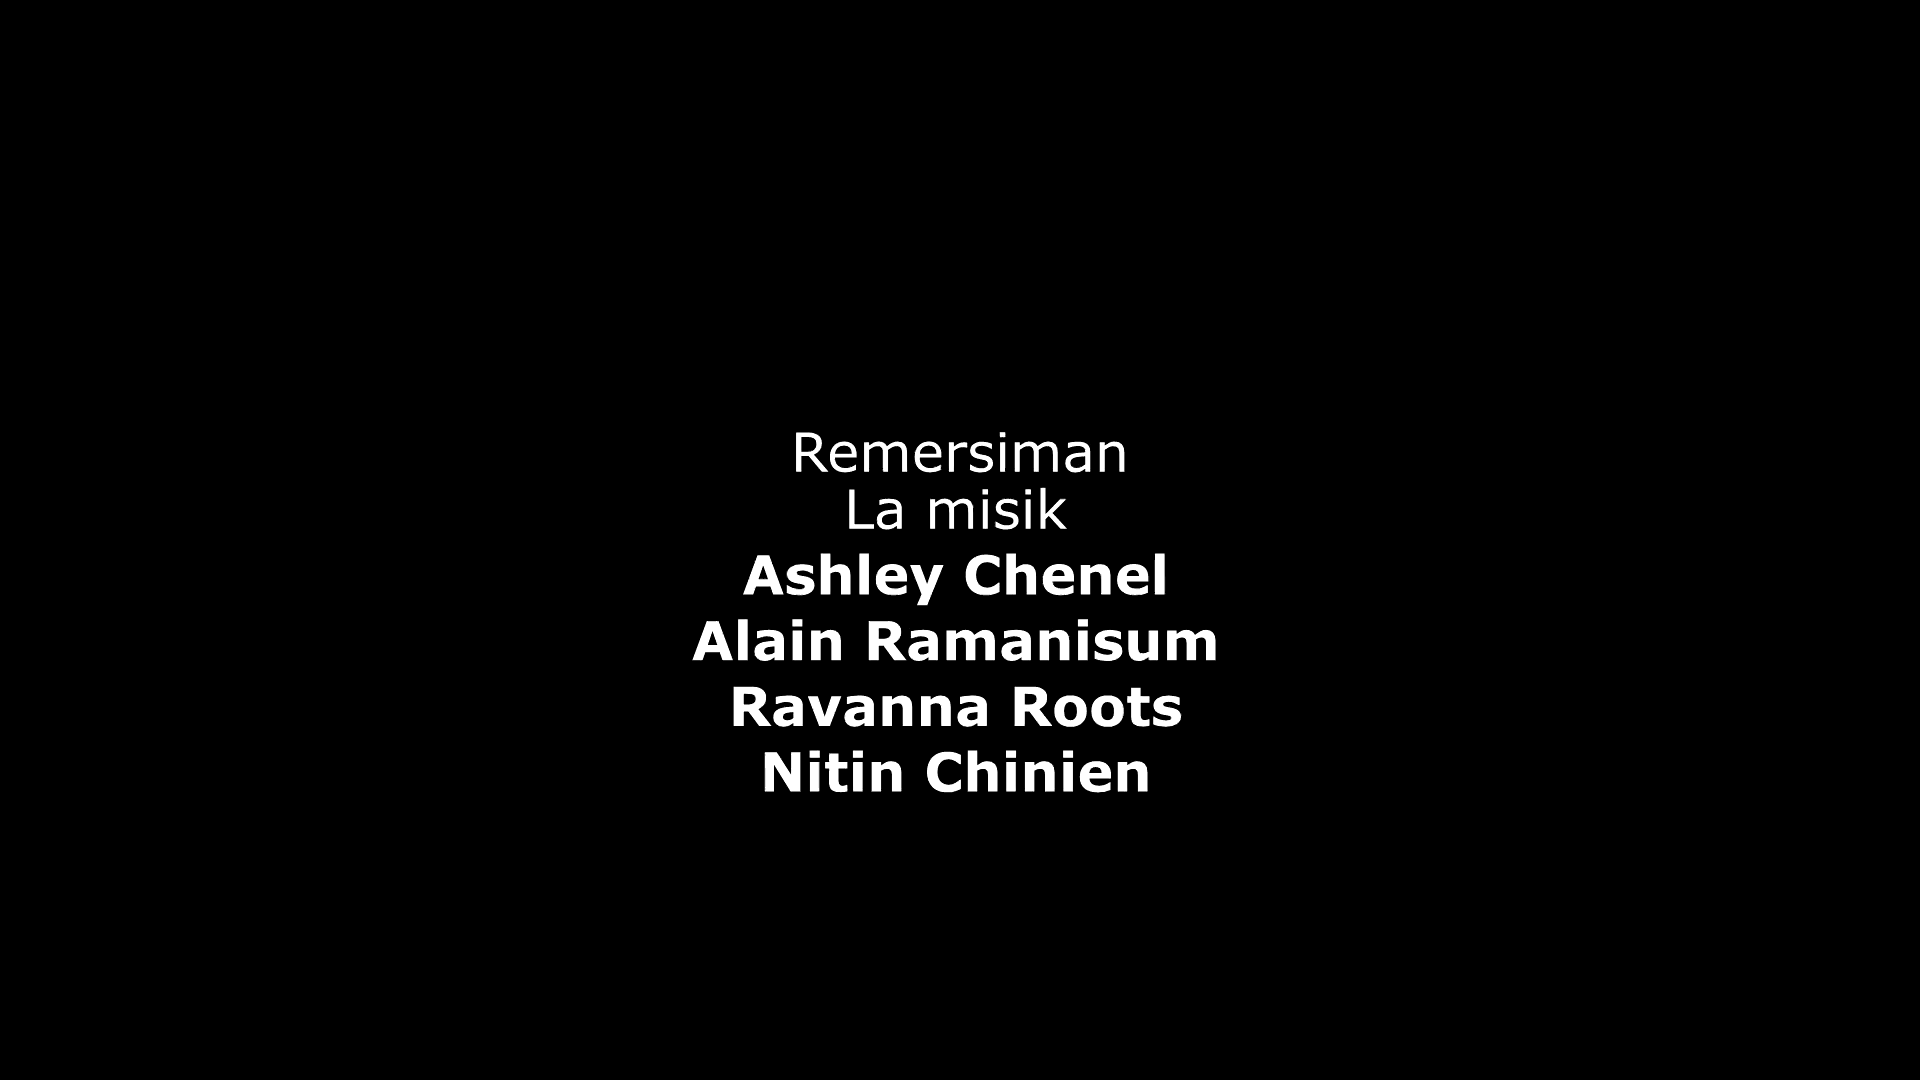 Remersiman
La misik
Ashley Chenel
Alain Ramanisum
Ravanna Roots
Nitin Chinien